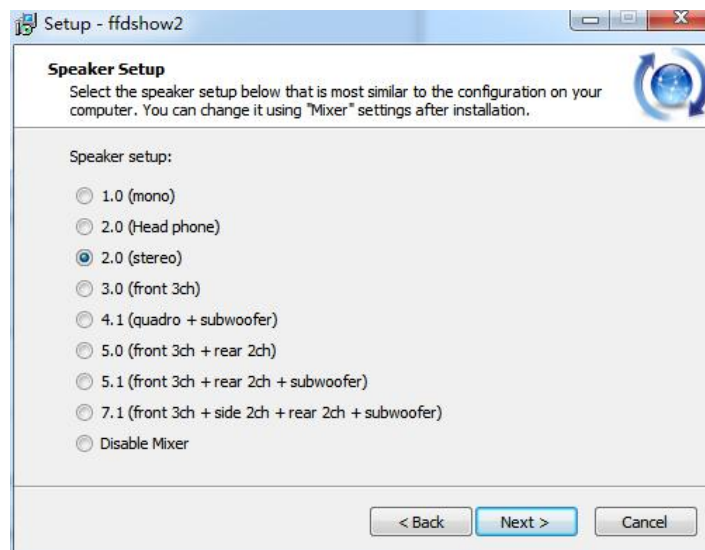 Setup - ffdshow2
Speaker Setup
Select the speaker setup below that is most similar to the configuration on your
computer. You can change it using "Mixer" settings after installation.
Speaker setup:
1.0 (mono)
2.0 (Head phone)
2.0 (stereo)
3.0 (front 3ch)
4.1 (quadro + subwoofer)
5.0 (front 3ch + rear 2ch)
5.1 (front 3ch + rear 2ch + subwoofer)
7.1 (front 3ch + side 2ch + rear 2ch + subwoofer)
Disable Mixer
< Back Next > Cancel